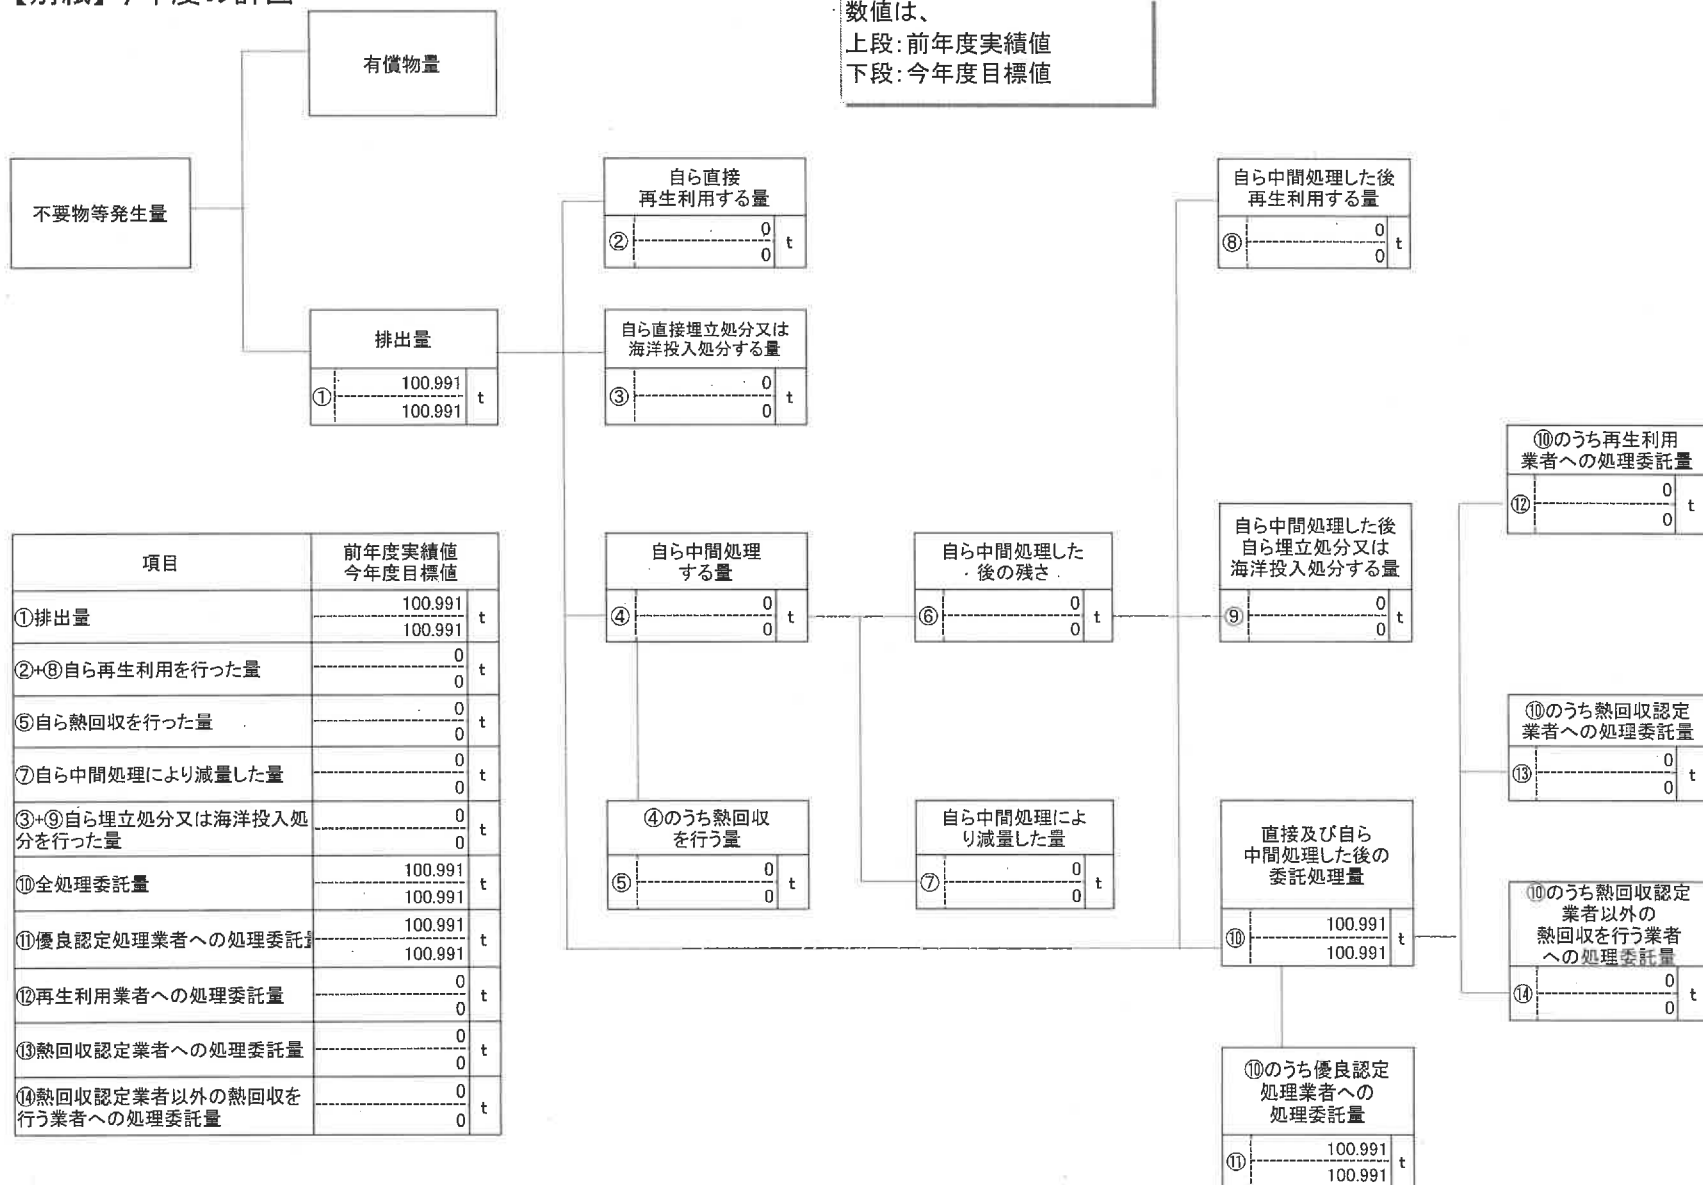 数値は、
上段:前年度実績値
下段:今年度目標値
有償物量
不要物等発生量
排出量
① 100.991 t
100.991
自ら直接
再生利用する量
② 0 t
0
自ら直接埋立処分又は
海洋投入処分する量
③ 0 t
0
自ら中間処理
する量
④ 0 t
0
④のうち熱回収
を行う量
⑤ 0 t
0
自ら中間処理した
後の残さ
⑥ 0 t
0
自ら中間処理によ
り減量した量
⑦ 0 t
0
自ら中間処理した後
再生利用する量
⑧ 0 t
0
自ら中間処理した後
自ら埋立処分又は
海洋投入処分する量
⑨ 0 t
0
直接及び自ら
中間処理した後の
委託処理量
⑩ 100.991 t
100.991
⑩のうち優良認定
処理業者への
処理委託量
⑪ 100.991 t
100.991
⑩のうち再生利用
業者への処理委託量
⑫ 0 t
0
⑩のうち熱回収認定
業者への処理委託量
⑬ 0 t
0
⑩のうち熱回収認定
業者以外の
熱回収を行う業者
への処理委託量
⑭ 0 t
0
項目 前年度実績値
今年度目標値
①排出量 100.991 t
100.991
②+⑧自ら再生利用を行った量 0 t
0
⑤自ら熱回収を行った量 0 t
0
⑦自ら中間処理により減量した量 0 t
0
③+⑨自ら埋立処分又は海洋投入処 0 t
分を行った量 0
⑩全処理委託量 100.991 t
100.991
⑪優良認定処理業者への処理委託 100.991 t
100.991
⑫再生利用業者への処理委託量 0 t
0
⑬熱回収認定業者への処理委託量 0 t
0
⑭熱回収認定業者以外の熱回収を 0 t
行う業者への処理委託量 0